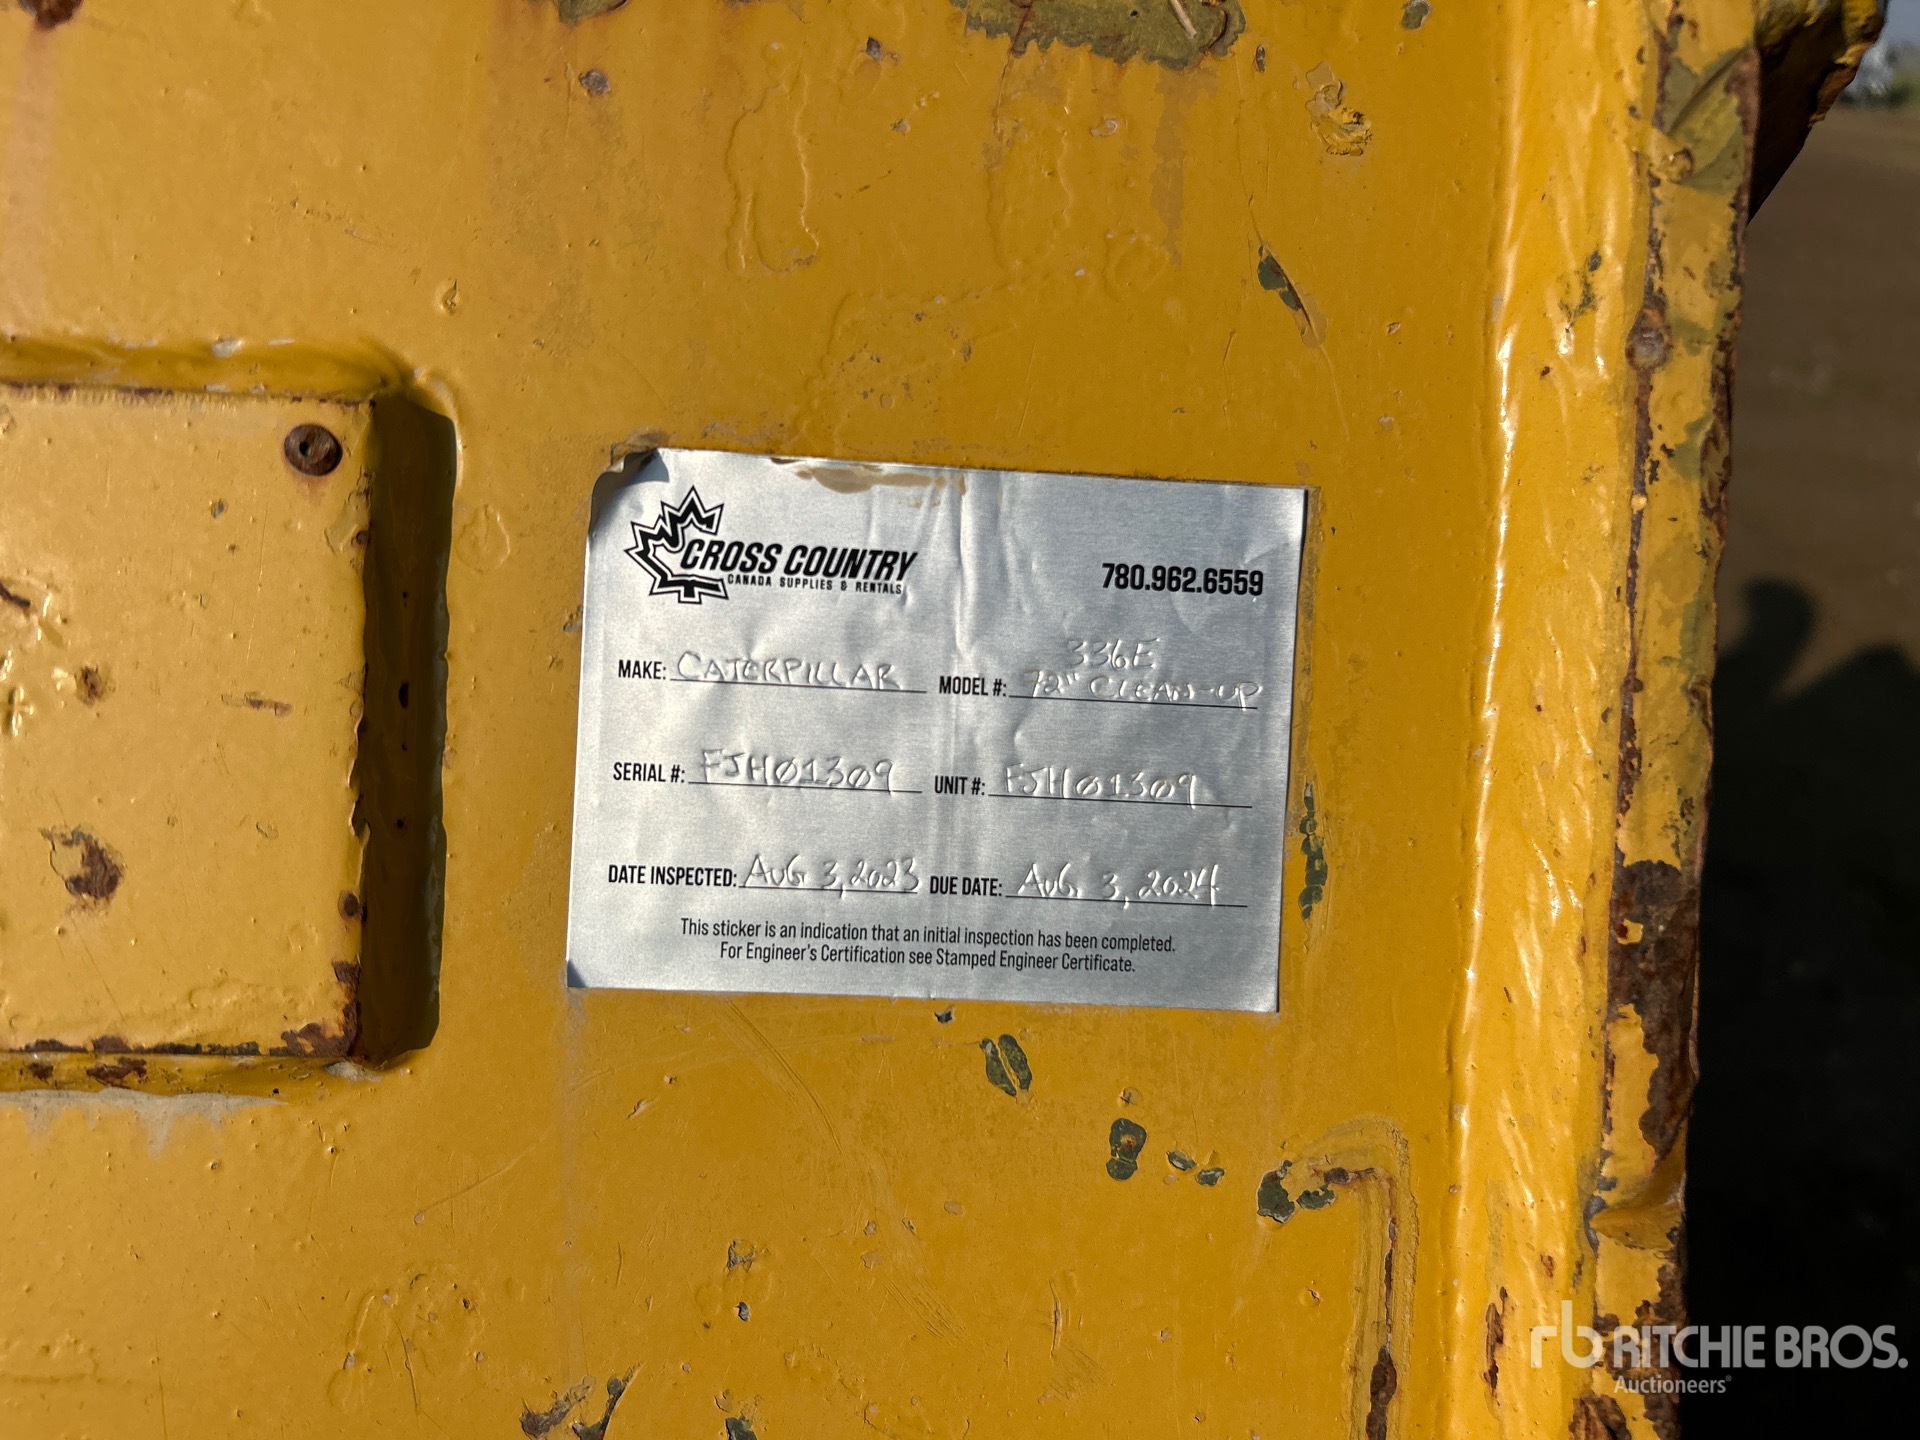 CROSS COUNTRY
CANADA SUPPLIES & RENTALS
780.962.6559
MAKE: CATERPILLAR
MODEL #: 336E
72" CLEAN-UP
SERIAL #: FJH01309 UNIT #: FJH01309
DATE INSPECTED: AUG 3, 2023 DUE DATE: AUG. 3, 2024
This sticker is an indication that an initial inspection has been completed.
For Engineer's Certification see Stamped Engineer Certificate.
rb RITCHIE BROS.
Auctioneers®